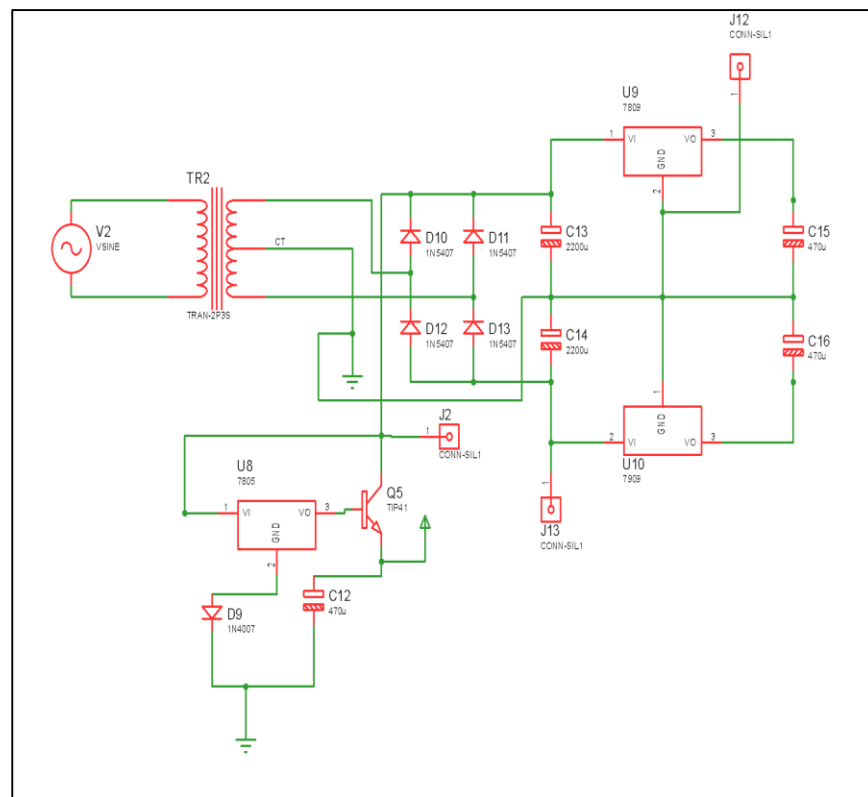 J12
CONN-SIL1
1
U9
7809
1
VI
VO
3
GND
2
TR2
V2
VSINE
CT
TRAN-2P3S
D10
1N5407
D11
1N5407
C13
2200u
C15
470u
D12
1N5407
D13
1N5407
C14
2200u
C16
470u
1
GND
2
VI
VO
3
U10
7909
J2
1
CONN-SIL1
U8
7805
1
VI
VO
3
GND
2
Q5
TIP41
1
J13
CONN-SIL1
D9
1N4007
C12
470u